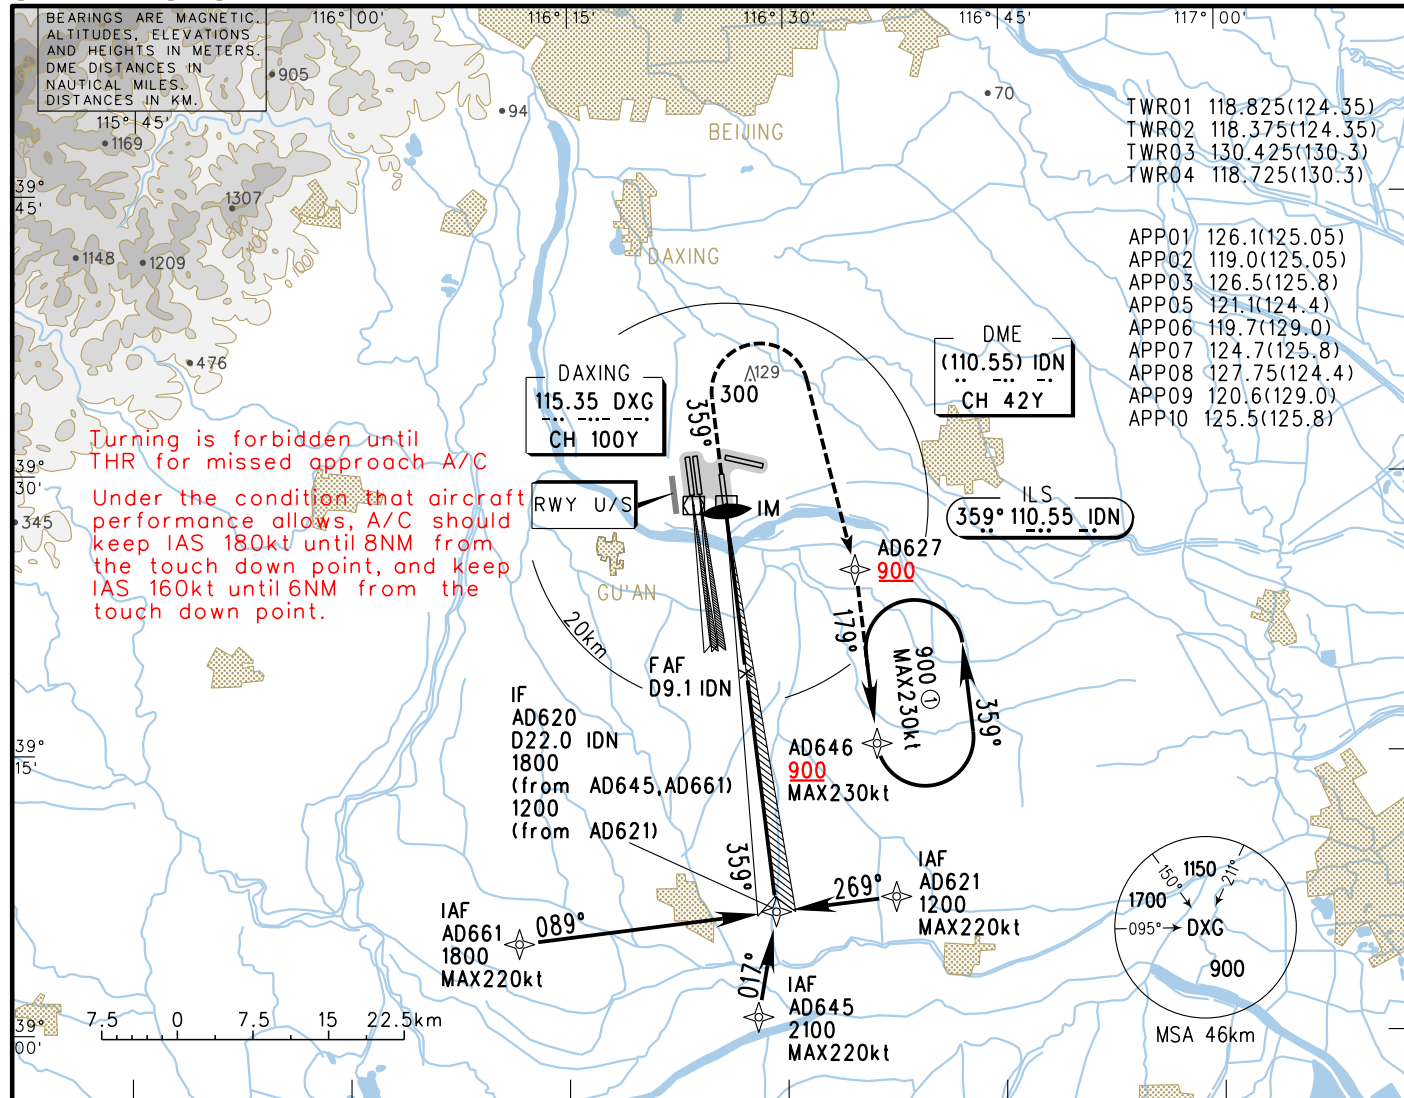 BEARINGS ARE MAGNETIC.
ALTITUDES, ELEVATIONS
AND HEIGHTS IN METERS.
DME DISTANCES IN
NAUTICAL MILES.
DISTANCES IN KM.
116° 00'
116° 15'
116° 30'
116° 45'
117° 00'
115° 45'
905
94
70
1169
BEIJING
TWR01 118.825(124.35)
TWR02 118.375(124.35)
TWR03 130.425(130.3)
TWR04 118.725(130.3)
39°
45'
1307
800
400
100
1148
1209
DAXING
APP01 126.1(125.05)
APP02 119.0(125.05)
APP03 126.5(125.8)
APP05 121.1(124.4)
APP06 119.7(129.0)
APP07 124.7(125.8)
APP08 127.75(124.4)
APP09 120.6(129.0)
APP10 125.5(125.8)
476
DAXING
115.35 DXG
CH 100Y
129
300
359°
DME
(110.55) IDN
CH 42Y
Turning is forbidden until
THR for missed approach A/C
39°
30'
Under the condition that aircraft
performance allows, A/C should
keep IAS 180kt until 8NM from
the touch down point, and keep
IAS 160kt until 6NM from the
touch down point.
345
RWY U/S
IM
ILS
359° 110.55 IDN
AD627
900
GU'AN
20km
179°
FAF
D9.1 IDN
900 ①
MAX230kt
359°
IF
AD620
D22.0 IDN
1800
(from AD645,AD661)
1200
(from AD621)
39°
15'
AD646
900
MAX230kt
359°
IAF
AD621
1200
MAX220kt
269°
IAF
AD661
1800
MAX220kt
089°
017°
IAF
AD645
2100
MAX220kt
150°
1150
211°
1700
095°
DXG
900
MSA 46km
39°
00'
7.5 0 7.5 15 22.5km